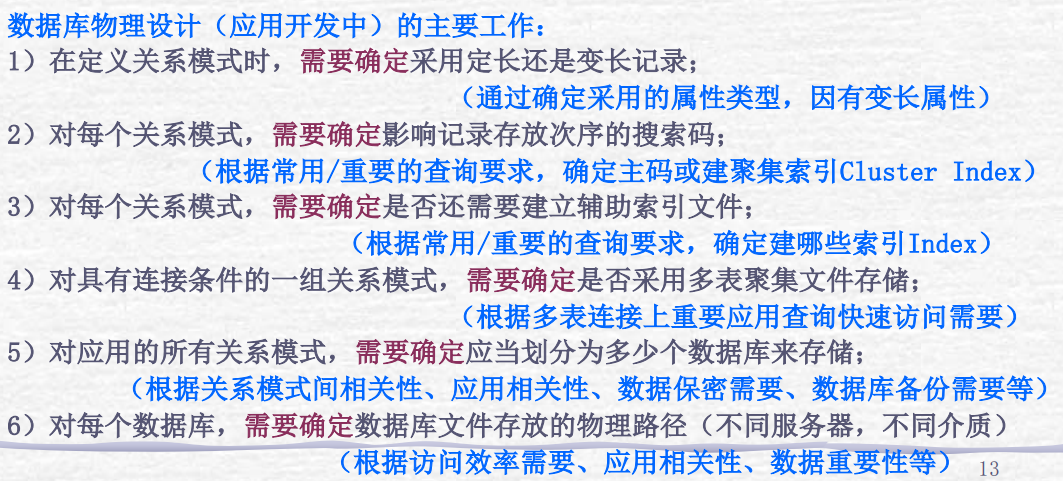 数据库物理设计（应用开发中）的主要工作：
1）在定义关系模式时，需要确定采用定长还是变长记录；
（通过确定采用的属性类型，因有变长属性）
2）对每个关系模式，需要确定影响记录存放次序的搜索码；
（根据常用/重要的查询要求，确定主码或建聚集索引Cluster Index）
3）对每个关系模式，需要确定是否还需要建立辅助索引文件；
（根据常用/重要的查询要求，确定建哪些索引Index）
4）对具有连接条件的一组关系模式，需要确定是否采用多表聚集文件存储；
（根据多表连接上重要应用查询快速访问需要）
5）对应用的所有关系模式，需要确定应当划分为多少个数据库来存储；
（根据关系模式间相关性、应用相关性、数据保密需要、数据库备份需要等）
6）对每个数据库，需要确定数据库文件存放的物理路径（不同服务器，不同介质）
（根据访问效率需要、应用相关性、数据重要性等）
13